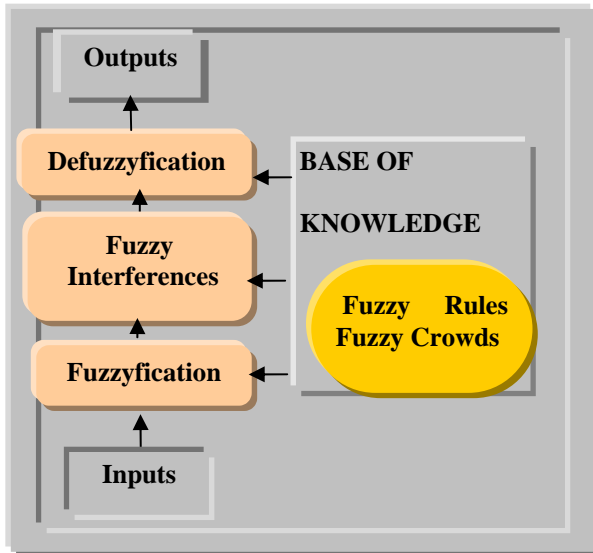 Outputs
Defuzzyfication
BASE OF
KNOWLEDGE
Fuzzy
Interferences
Fuzzy Rules
Fuzzy Crowds
Fuzzyfication
Inputs